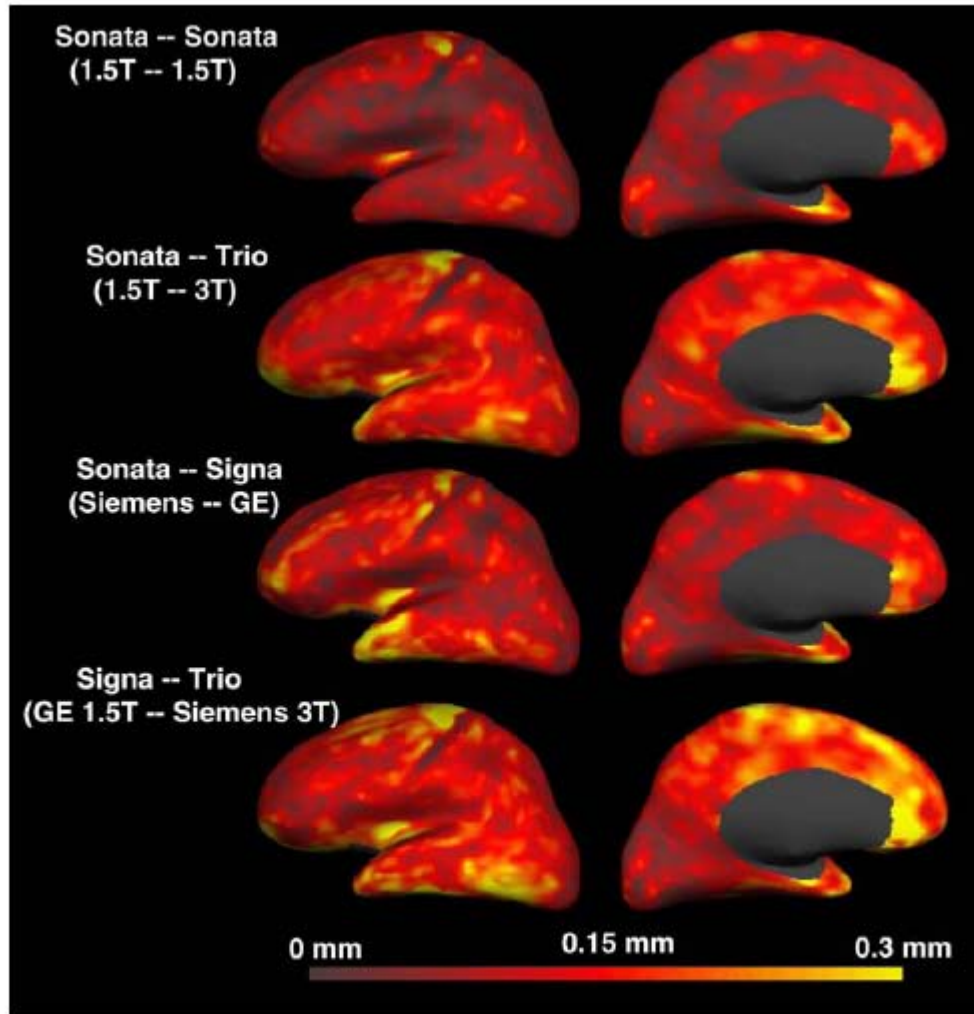 Sonata -- Sonata
(1.5T -- 1.5T)
Sonata -- Trio
(1.5T -- 3T)
Sonata -- Signa
(Siemens -- GE)
Signa -- Trio
(GE 1.5T -- Siemens 3T)
0 mm 0.15 mm 0.3 mm